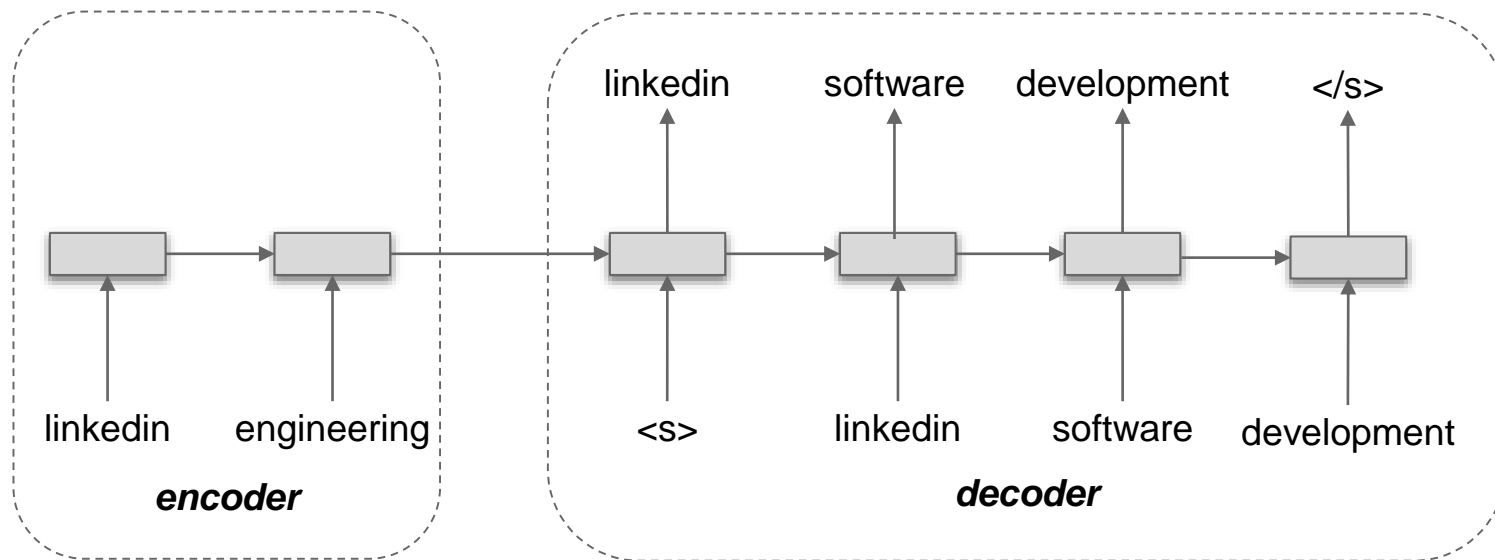 linkedin software development </s>
linkedin engineering <s> linkedin software development
encoder decoder